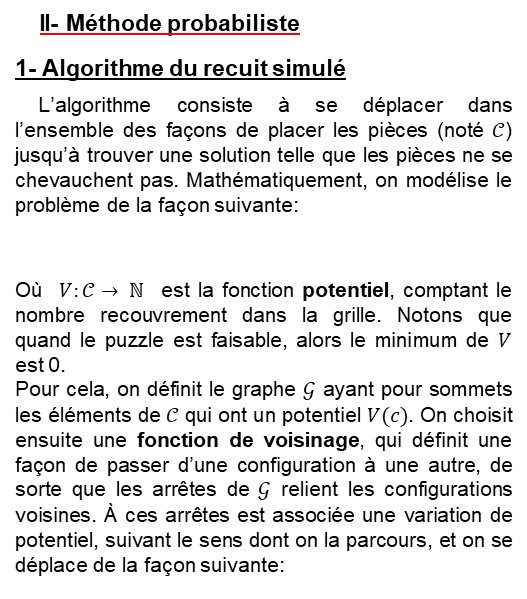 II- Méthode probabiliste
1- Algorithme du recuit simulé
L'algorithme consiste à se déplacer dans
l'ensemble des façons de placer les pièces (noté 𝒞)
jusqu'à trouver une solution telle que les pièces ne se
chevauchent pas. Mathématiquement, on modélise le
problème de la façon suivante:
Où V: 𝒞 → ℕ est la fonction potentiel, comptant le
nombre recouvrement dans la grille. Notons que
quand le puzzle est faisable, alors le minimum de V
est 0.
Pour cela, on définit le graphe 𝒢 ayant pour sommets
les éléments de 𝒞 qui ont un potentiel V(c). On choisit
ensuite une fonction de voisinage, qui définit une
façon de passer d'une configuration à une autre, de
sorte que les arrêtes de 𝒢 relient les configurations
voisines. À ces arrêtes est associée une variation de
potentiel, suivant le sens dont on la parcours, et on se
déplace de la façon suivante: